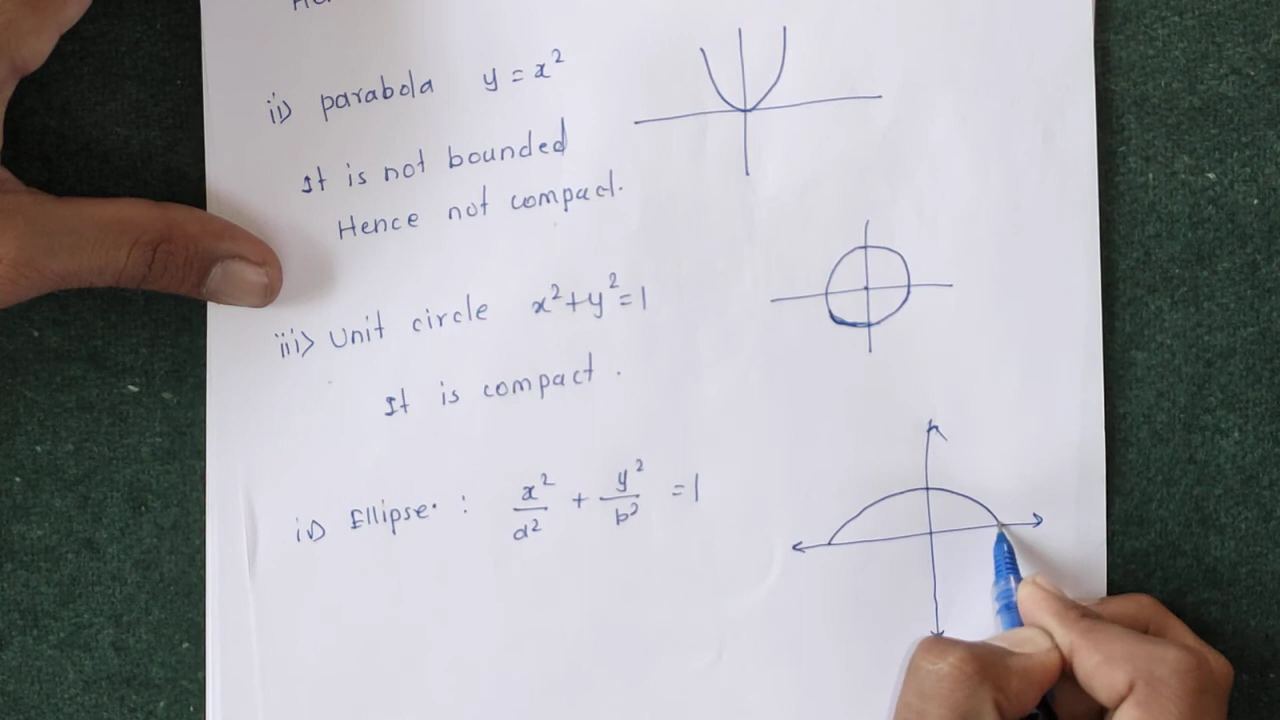 ii) parabola y = x²
It is not bounded
Hence not compact.
iii) Unit circle x²+y²=1
It is compact.
iv) Ellipse : x²/a² + y²/b² = 1